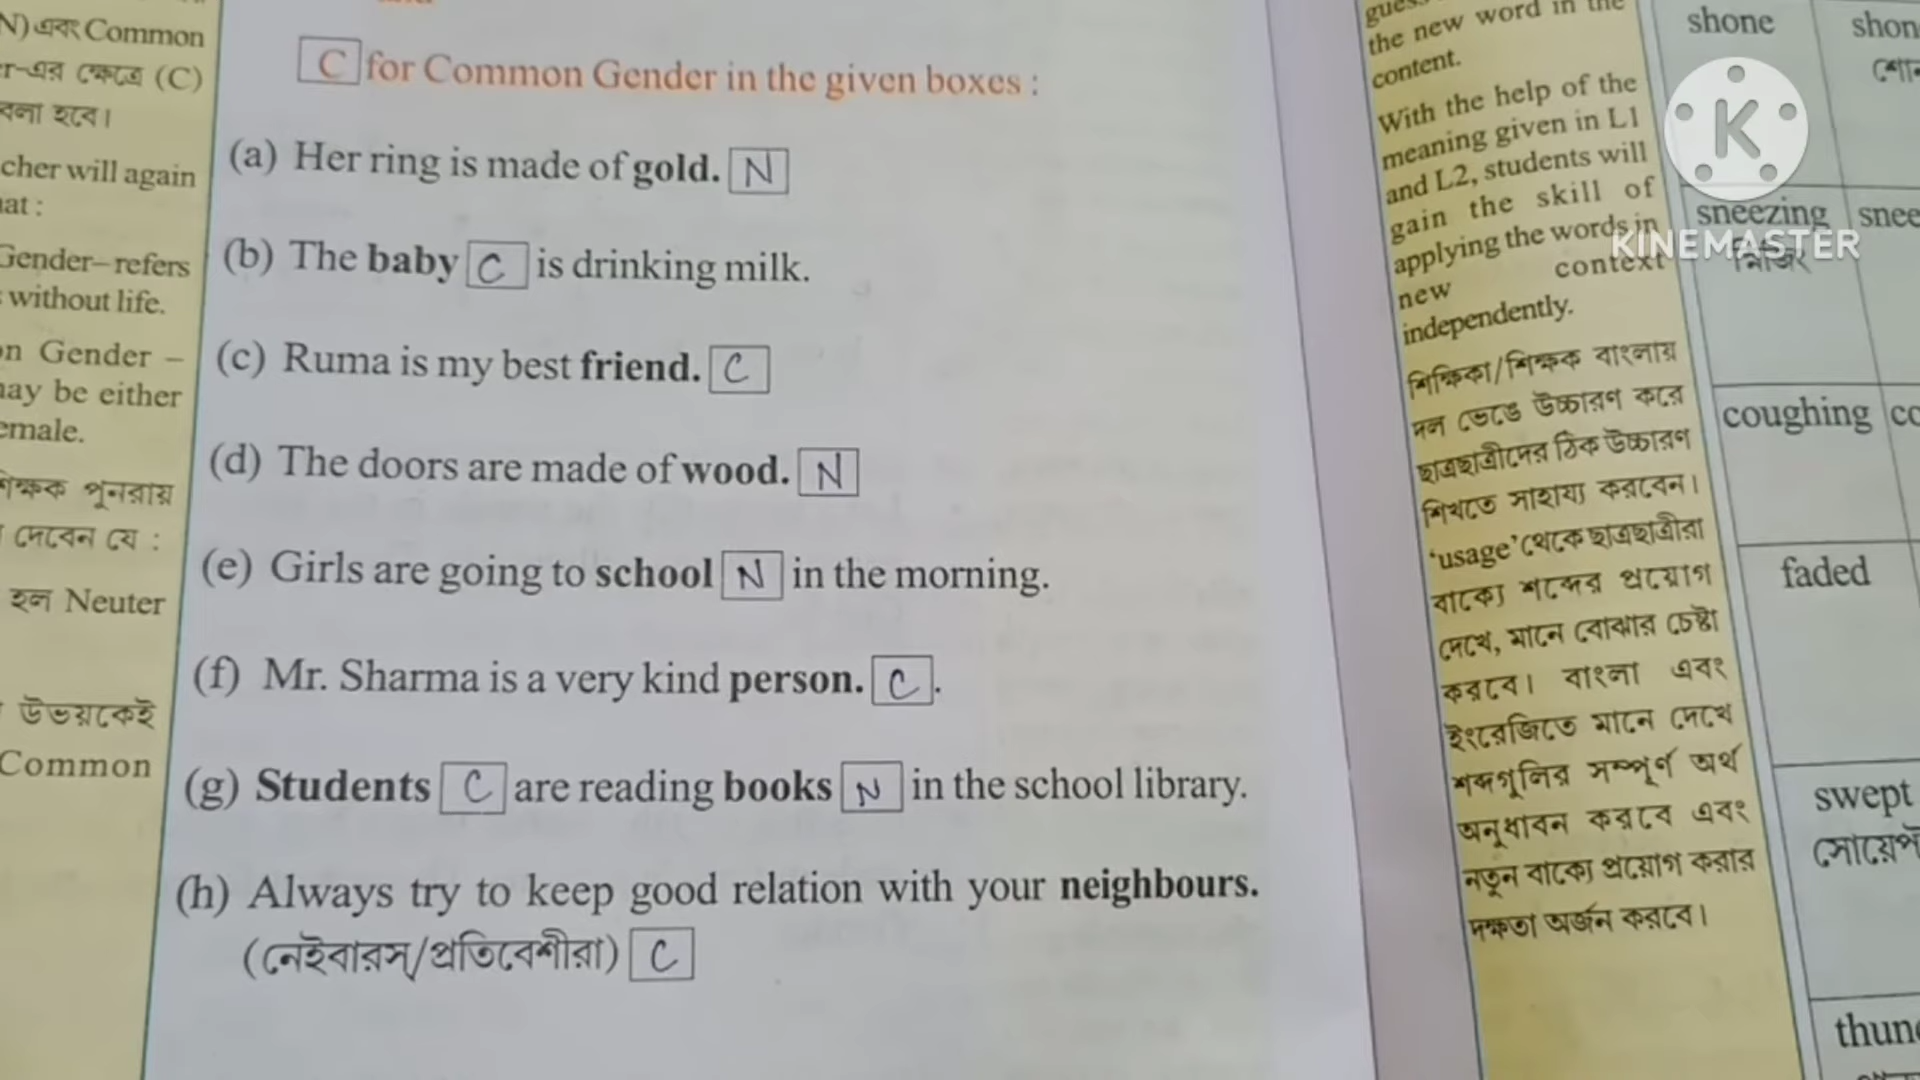 N) এবং Common
-এর ক্ষেত্রে (C)
বলা হবে।
cher will again
at :
Gender– refers
without life.
n Gender –
may be either
emale.
শিক্ষক পুনরায়
দেবেন যে :
হল Neuter
উভয়কেই
Common
C for Common Gender in the given boxes :
(a) Her ring is made of gold. N
(b) The baby C is drinking milk.
(c) Ruma is my best friend. C
(d) The doors are made of wood. N
(e) Girls are going to school N in the morning.
(f) Mr. Sharma is a very kind person. C .
(g) Students C are reading books N in the school library.
(h) Always try to keep good relation with your neighbours.
(নেইবারস্/প্রতিবেশীরা) C
the new word in the
content.
With the help of the
meaning given in L1
and L2, students will
gain the skill of
applying the words in
new context
independently.
শিক্ষিকা/শিক্ষক বাংলায়
দল ভেঙে উচ্চারণ করে
ছাত্রছাত্রীদের ঠিক উচ্চারণ
শিখতে সাহায্য করবেন।
‘usage’ থেকে ছাত্রছাত্রীরা
বাক্যে শব্দের প্রয়োগ
দেখে, মানে বোঝার চেষ্টা
করবে। বাংলা এবং
ইংরেজিতে মানে দেখে
শব্দগুলির সম্পূর্ণ অর্থ
অনুধাবন করবে এবং
নতুন বাক্যে প্রয়োগ করার
দক্ষতা অর্জন করবে।
shone shon
K
KINEMASTER
sneezing snee
coughing co
faded
swept
সোয়েপ্ট
thun